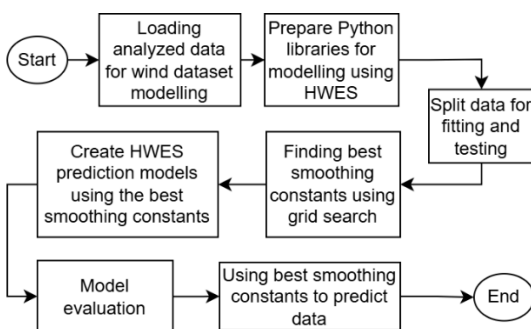 Start
Loading
analyzed data
for wind dataset
modelling
Prepare Python
libraries for
modelling using
HWES
Split data for
fitting and
testing
Finding best
smoothing
constants using
grid search
Create HWES
prediction models
using the best
smoothing constants
Model
evaluation
Using best smoothing
constants to predict
data
End